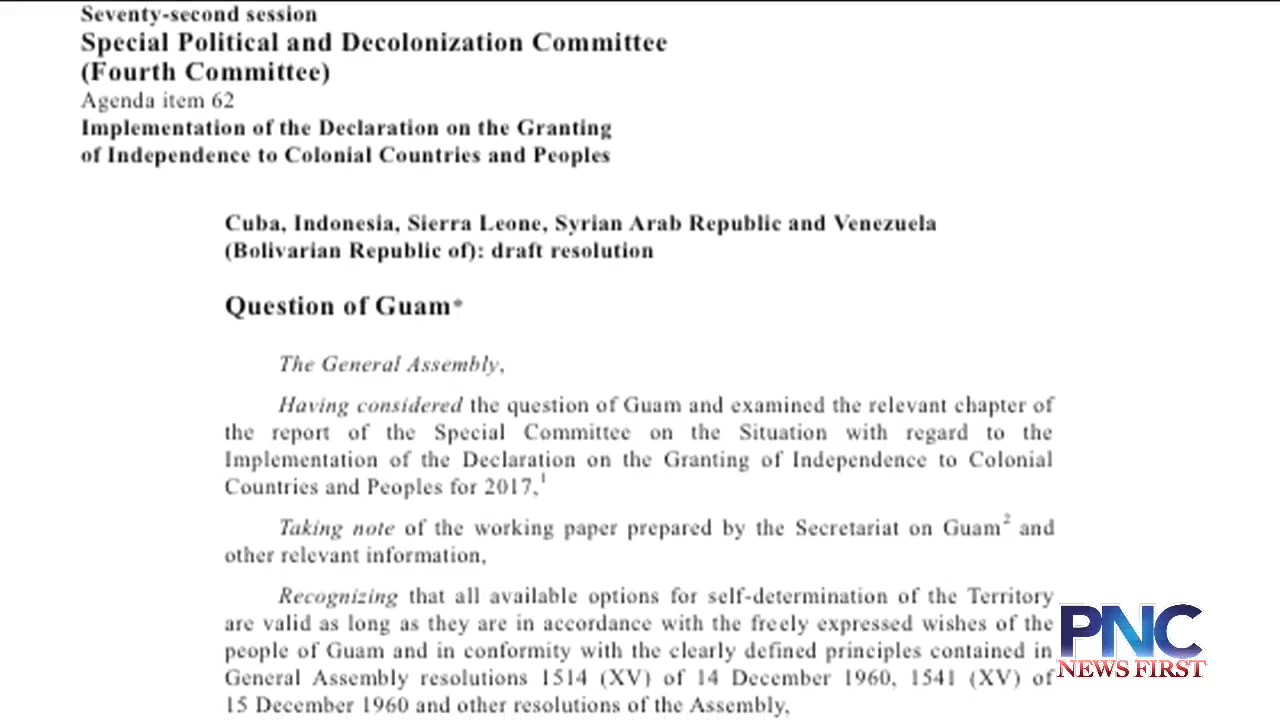 Seventy-second session
Special Political and Decolonization Committee
(Fourth Committee)
Agenda item 62
Implementation of the Declaration on the Granting
of Independence to Colonial Countries and Peoples
Cuba, Indonesia, Sierra Leone, Syrian Arab Republic and Venezuela
(Bolivarian Republic of): draft resolution
Question of Guam*
The General Assembly,
Having considered the question of Guam and examined the relevant chapter of
the report of the Special Committee on the Situation with regard to the
Implementation of the Declaration on the Granting of Independence to Colonial
Countries and Peoples for 2017,1
Taking note of the working paper prepared by the Secretariat on Guam2 and
other relevant information,
Recognizing that all available options for self-determination of the Territory
are valid as long as they are in accordance with the freely expressed wishes of the
people of Guam and in conformity with the clearly defined principles contained in
General Assembly resolutions 1514 (XV) of 14 December 1960, 1541 (XV) of
15 December 1960 and other resolutions of the Assembly,
PNC
NEWS FIRST